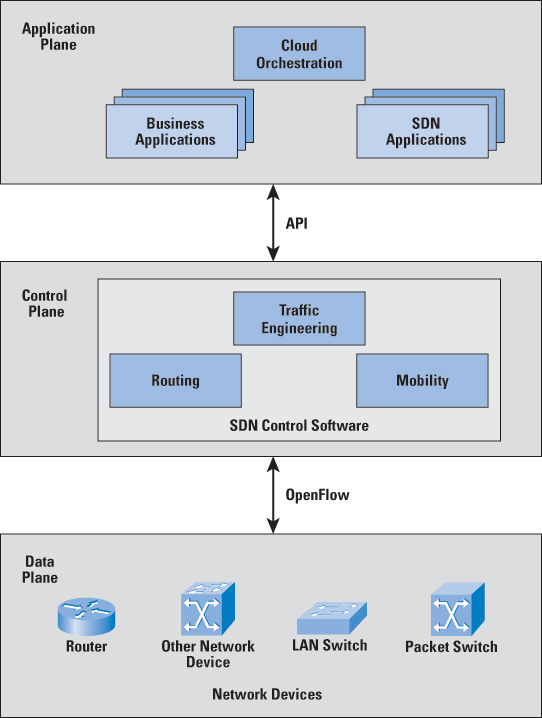 Application
Plane
Cloud
Orchestration
Business
Applications
SDN
Applications
API
Control
Plane
Traffic
Engineering
Routing
Mobility
SDN Control Software
OpenFlow
Data
Plane
Router
Other Network
Device
LAN Switch
Packet Switch
Network Devices